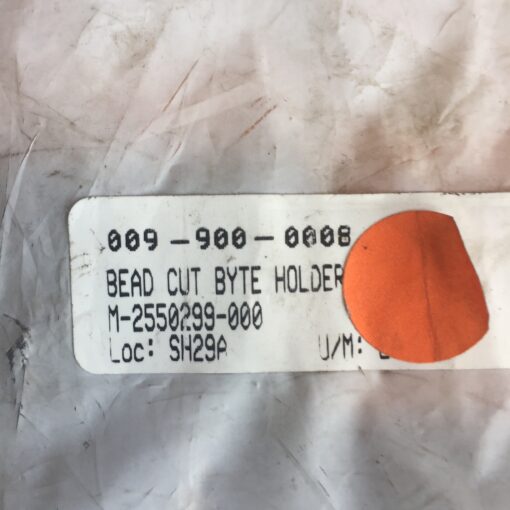 009-900-0008
BEAD CUT BYTE HOLDER
M-2550299-000
Loc: SH29A U/M: